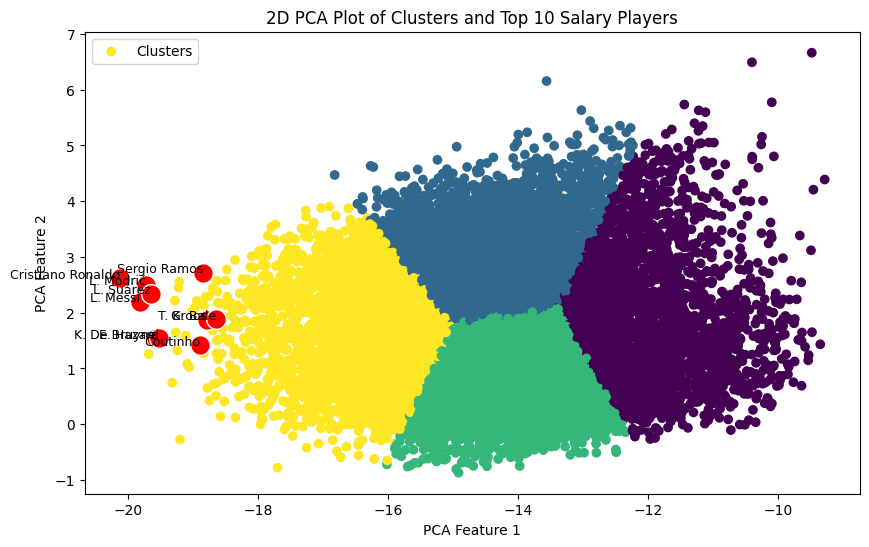 2D PCA Plot of Clusters and Top 10 Salary Players
Clusters
7
6
5
4
3
2
1
0
−1
PCA Feature 2
Sergio Ramos
Cristiano Ronaldo
L. Modrić
L. Suárez
L. Messi
T. Kroos
G. Bale
K. De Bruyne
E. Hazard
Coutinho
−20
−18
−16
−14
−12
−10
PCA Feature 1